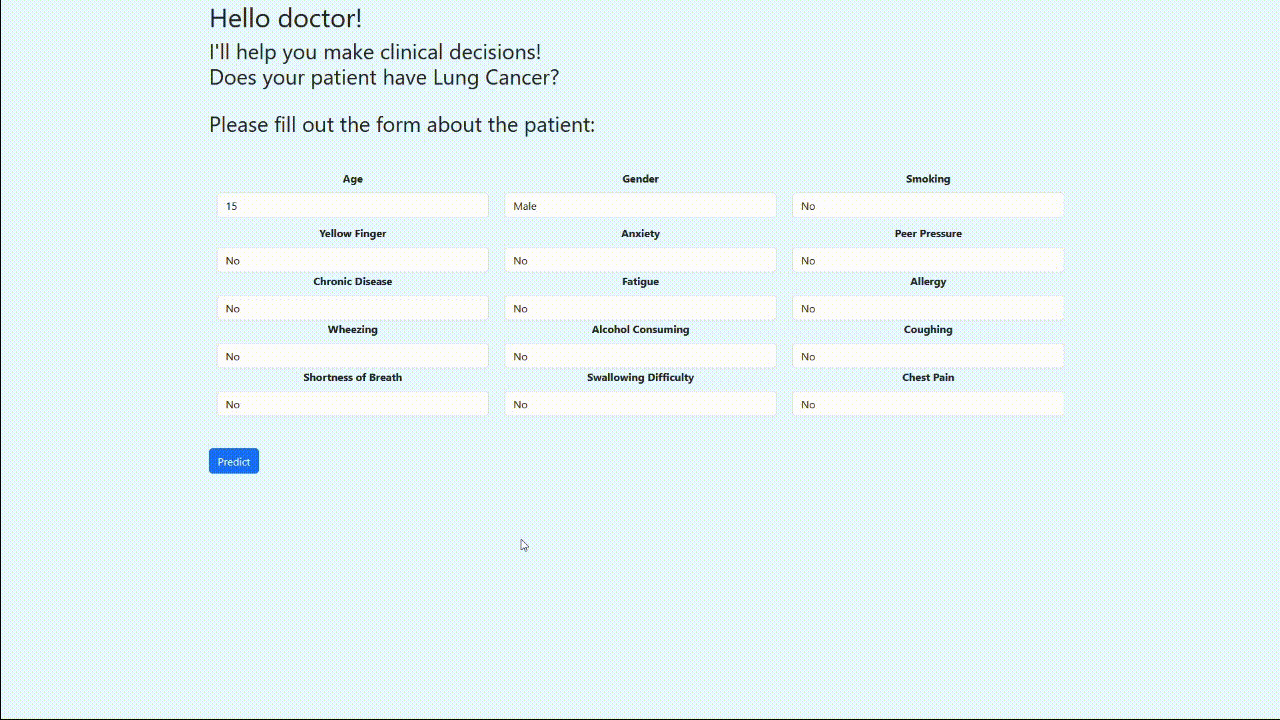 Hello doctor!
I'll help you make clinical decisions!
Does your patient have Lung Cancer?
Please fill out the form about the patient:
Age Gender Smoking
15 Male No
Yellow Finger Anxiety Peer Pressure
No No No
Chronic Disease Fatigue Allergy
No No No
Wheezing Alcohol Consuming Coughing
No No No
Shortness of Breath Swallowing Difficulty Chest Pain
No No No
Predict